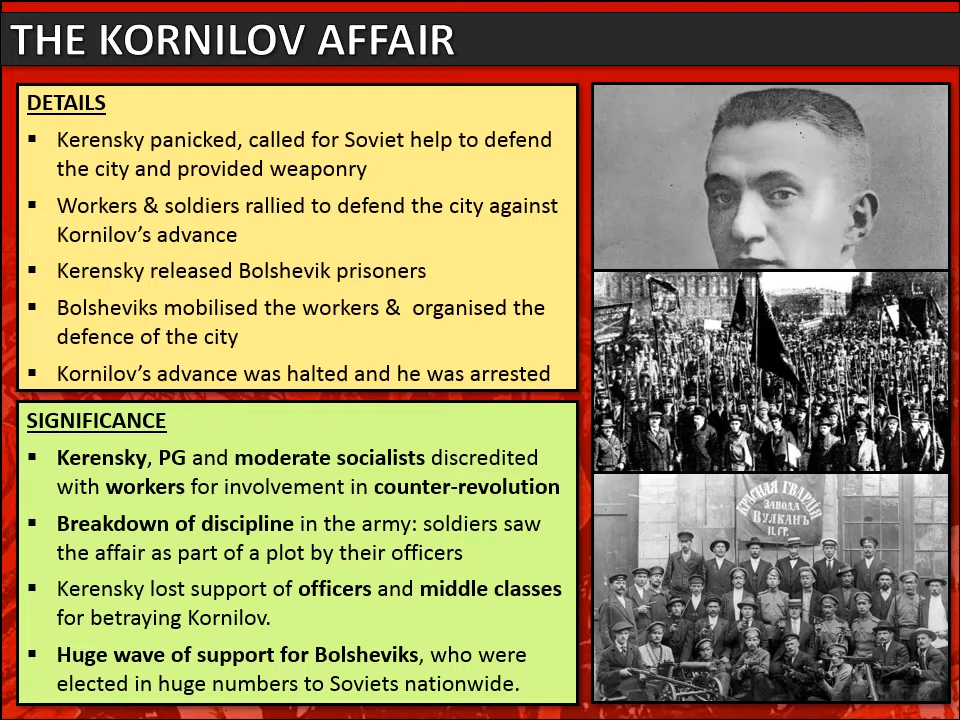 THE KORNILOV AFFAIR
DETAILS
▪ Kerensky panicked, called for Soviet help to defend
the city and provided weaponry
▪ Workers & soldiers rallied to defend the city against
Kornilov’s advance
▪ Kerensky released Bolshevik prisoners
▪ Bolsheviks mobilised the workers &  organised the
defence of the city
▪ Kornilov’s advance was halted and he was arrested
SIGNIFICANCE
▪ Kerensky, PG and moderate socialists discredited
with workers for involvement in counter-revolution
▪ Breakdown of discipline in the army: soldiers saw
the affair as part of a plot by their officers
▪ Kerensky lost support of officers and middle classes
for betraying Kornilov.
▪ Huge wave of support for Bolsheviks, who were
elected in huge numbers to Soviets nationwide.
КРАСНАЯ ГВАРДІЯ
ЗАВОДА
ВУЛКАНЪ